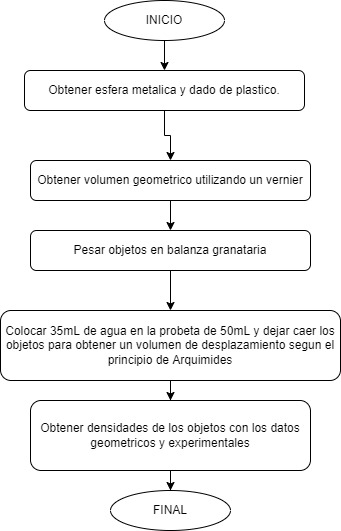 INICIO
Obtener esfera metalica y dado de plastico.
Obtener volumen geometrico utilizando un vernier
Pesar objetos en balanza granataria
Colocar 35mL de agua en la probeta de 50mL y dejar caer los
objetos para obtener un volumen de desplazamiento segun el
principio de Arquimides
Obtener densidades de los objetos con los datos
geometricos y experimentales
FINAL